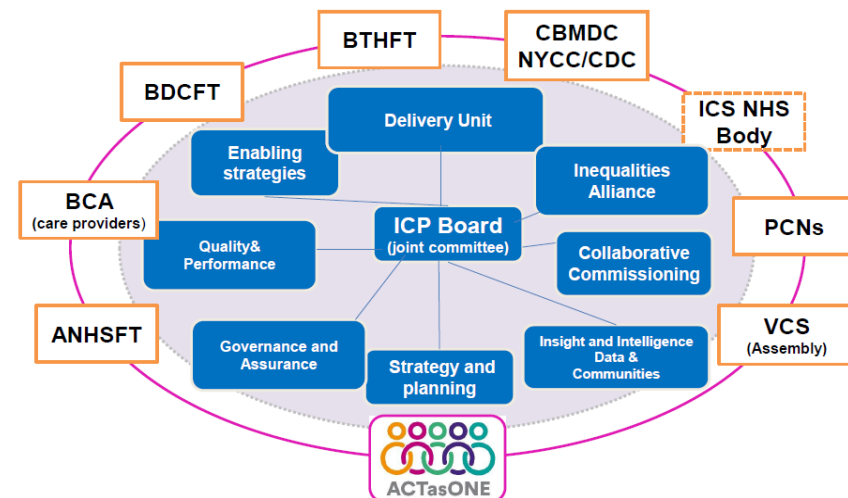 BTHFT
CBMDC
NYCC/CDC
BDCFT
ICS NHS
Body
Delivery Unit
Enabling
strategies
Inequalities
Alliance
BCA
(care providers)
ICP Board
(joint committee)
PCNs
Quality&
Performance
Collaborative
Commissioning
ANHSFT
VCS
(Assembly)
Governance and
Assurance
Strategy and
planning
Insight and Intelligence
Data &
Communities
ACTasONE